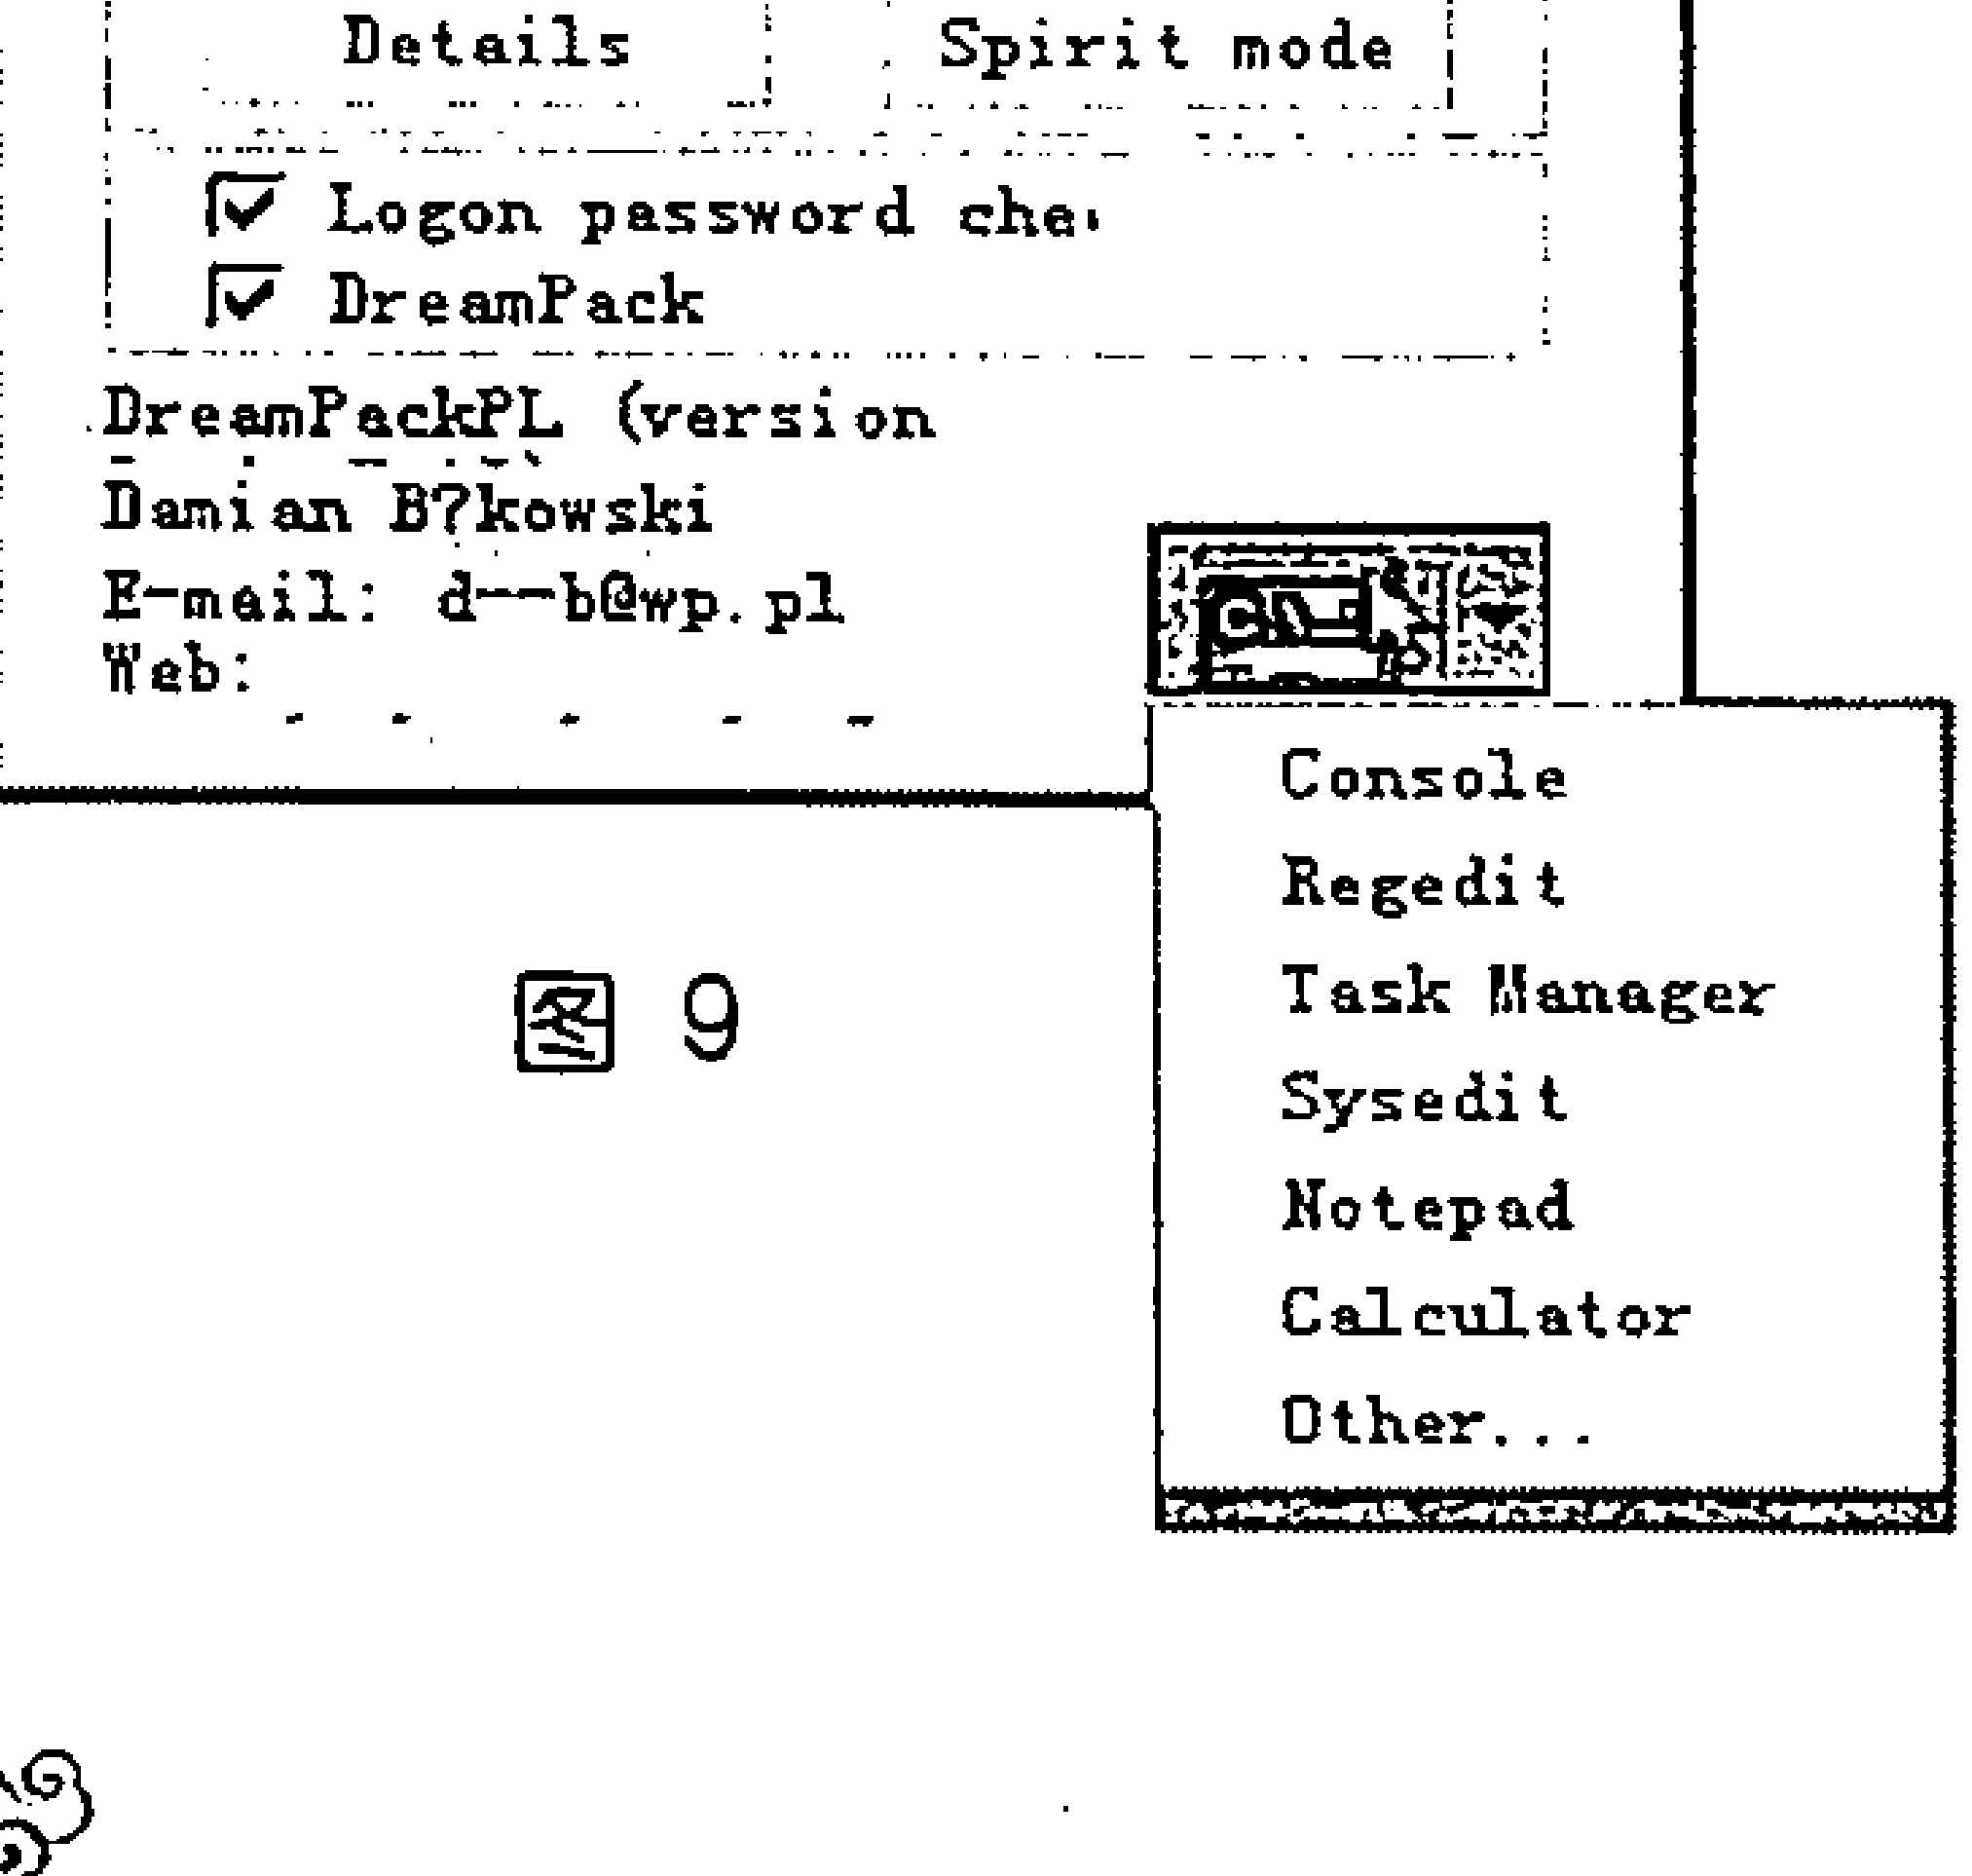 Details Spirit mode
Logon password che
DreamPack
DreamPackPL (version
Damian B?kowski
E-mail: d--b@wp.pl
Web:
Console
Regedit
Task Manager
Sysedit
Notepad
Calculator
Other...
图 9